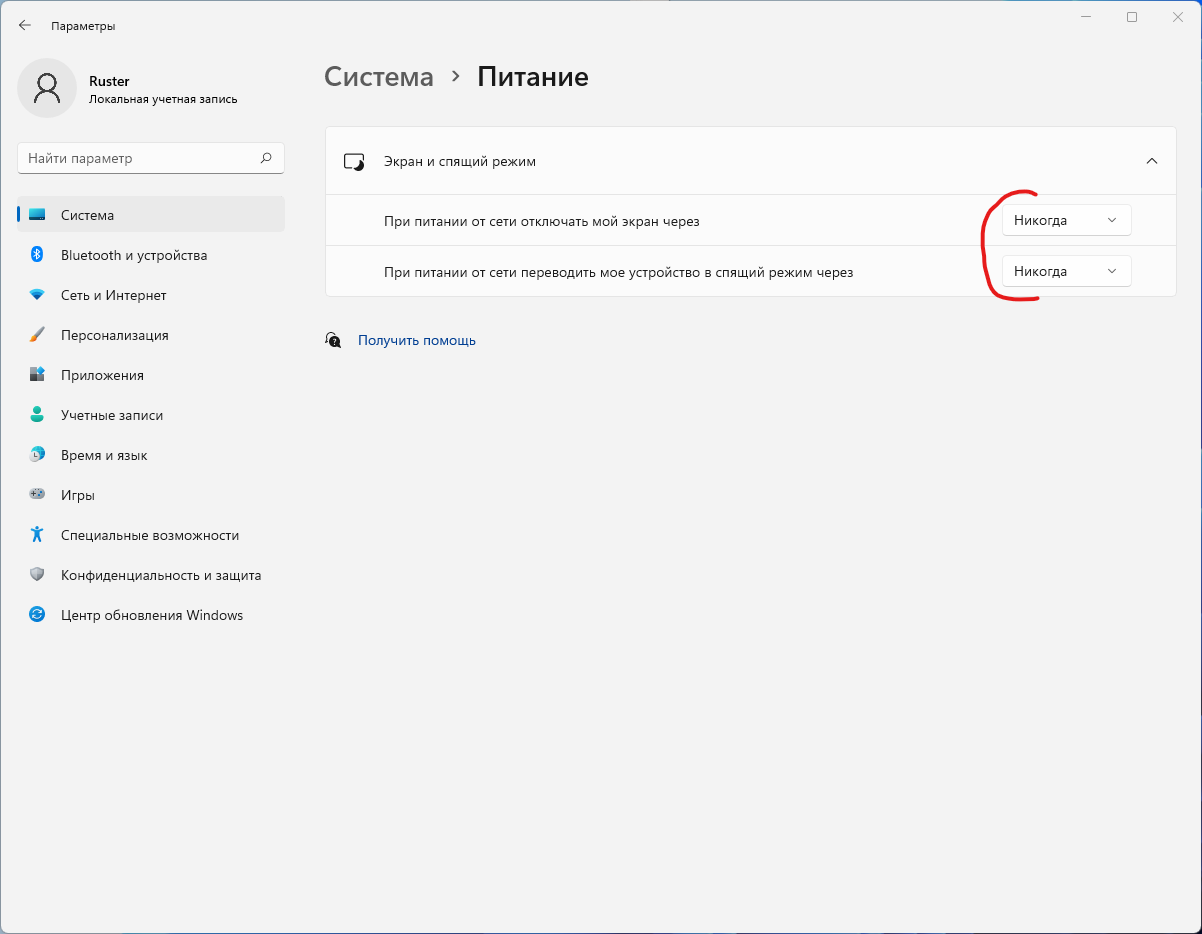 Параметры
Ruster
Локальная учетная запись
Найти параметр
Система
Bluetooth и устройства
Сеть и Интернет
Персонализация
Приложения
Учетные записи
Время и язык
Игры
Специальные возможности
Конфиденциальность и защита
Центр обновления Windows
Система > Питание
Экран и спящий режим
При питании от сети отключать мой экран через Никогда
При питании от сети переводить мое устройство в спящий режим через Никогда
Получить помощь